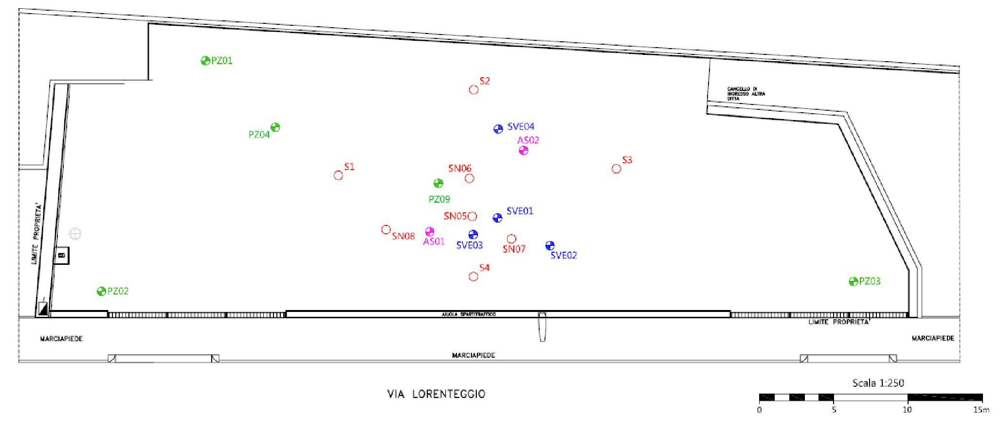 PZ01
S2
CANCELLO DI
INGRESSO ALTRA
DITTA
SVE04
PZ04
AS02
S3
S1
SN06
PZ09
LIMITE PROPRIETA'
SVE01
SN05
SN08
AS01
SVE03
SN07
SVE02
S4
PZ03
PZ02
AIUOLA SPARTITRAFFICO
LIMITE PROPRIETA'
MARCIAPIEDE
MARCIAPIEDE
MARCIAPIEDE
VIA LORENTEGGIO
Scala 1:250
0 5 10 15m